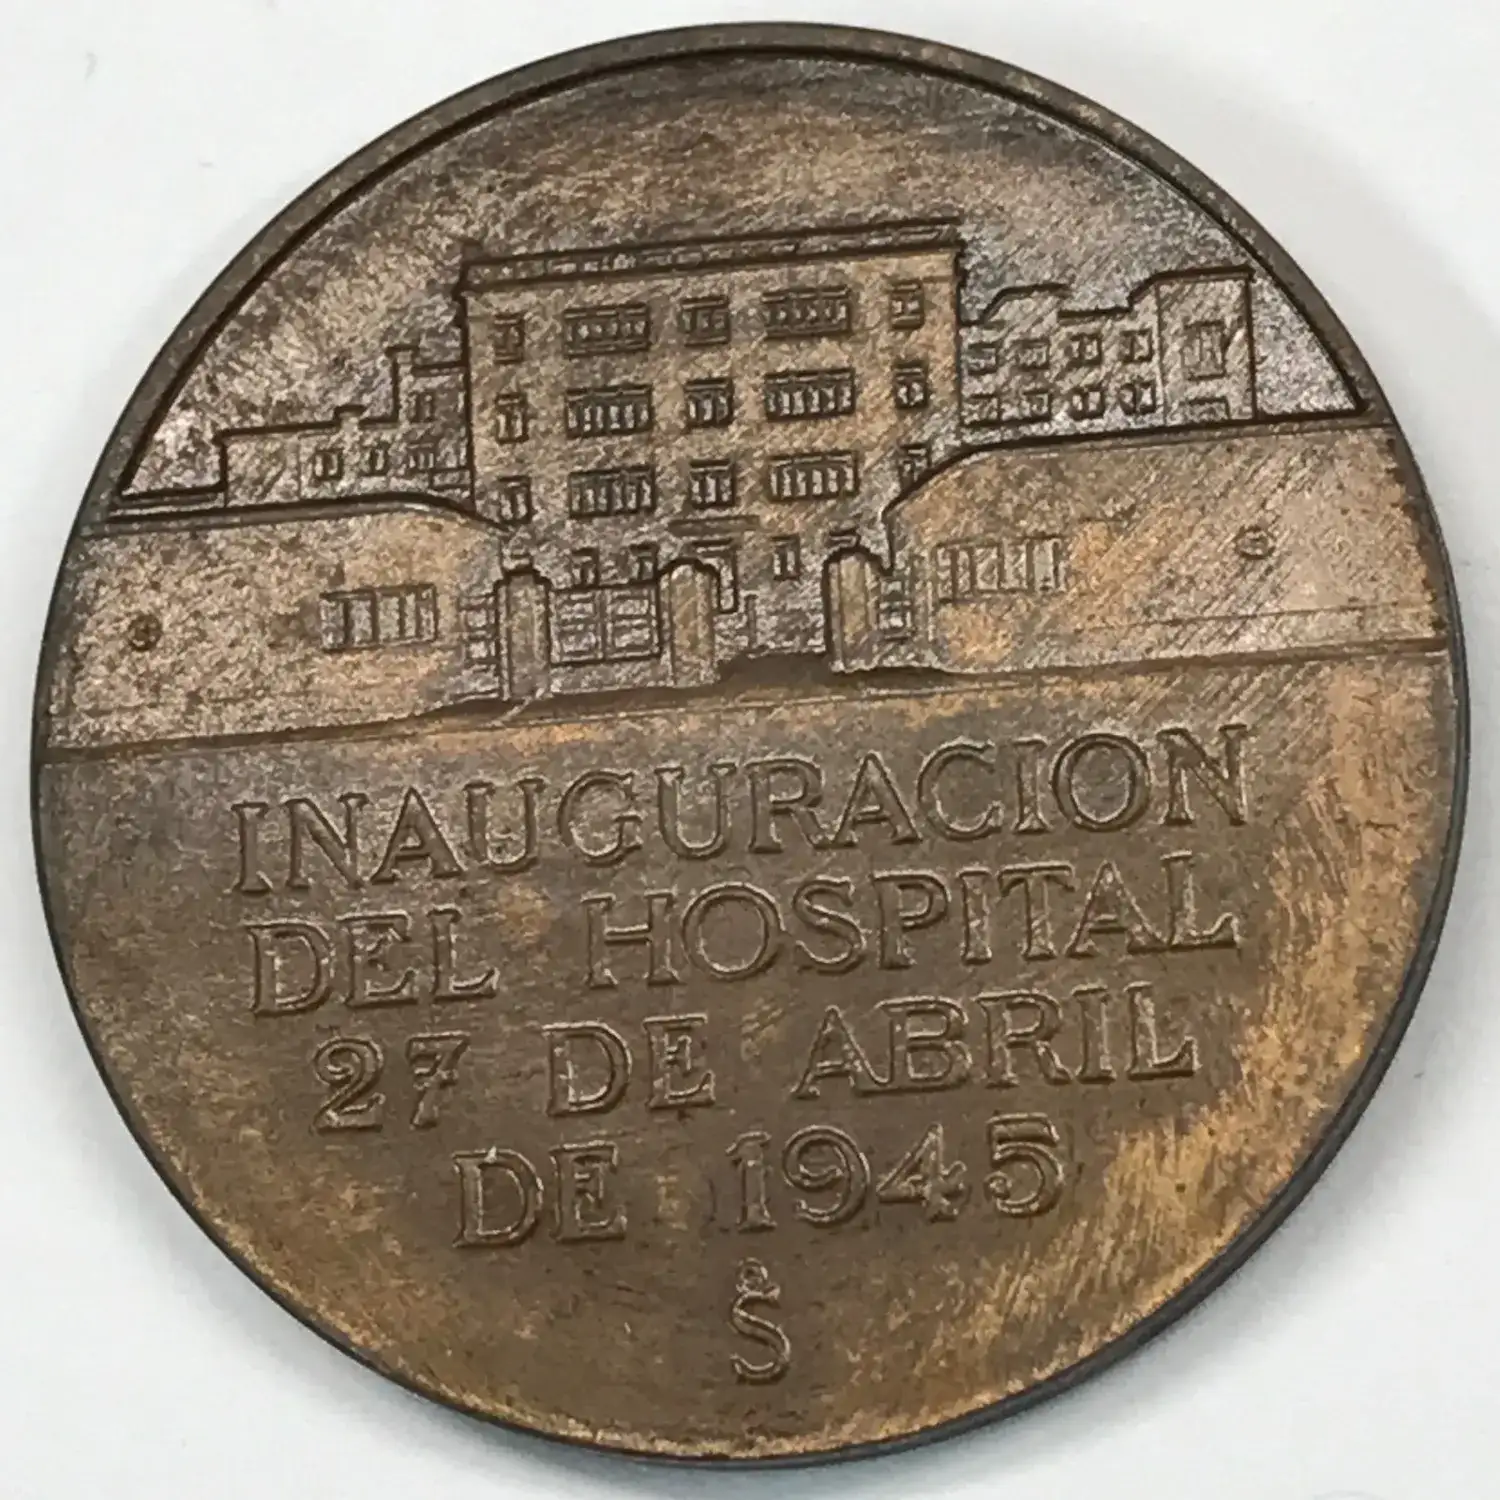 INAUGURACION
DEL HOSPITAL
27 DE ABRIL
DE 1945
S